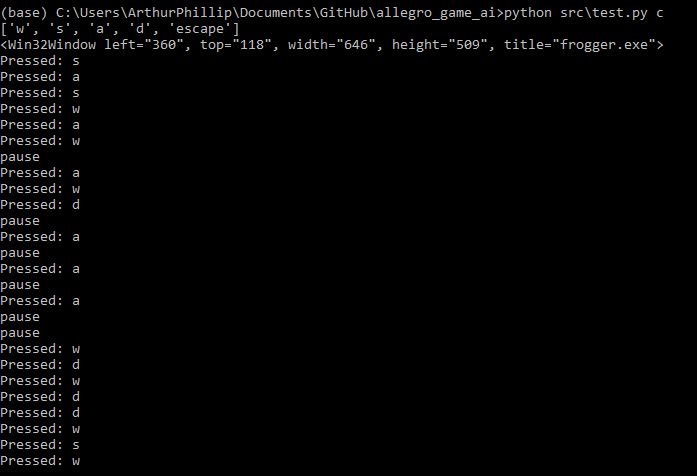 (base) C:\Users\ArthurPhillip\Documents\GitHub\allegro_game_ai>python src\test.py c
['w', 's', 'a', 'd', 'escape']
<Win32Window left="360", top="118", width="646", height="509", title="frogger.exe">
Pressed: s
Pressed: a
Pressed: s
Pressed: w
Pressed: a
Pressed: w
pause
Pressed: a
Pressed: w
Pressed: d
pause
Pressed: a
pause
Pressed: a
pause
Pressed: a
pause
pause
Pressed: w
Pressed: d
Pressed: w
Pressed: d
Pressed: d
Pressed: w
Pressed: s
Pressed: w